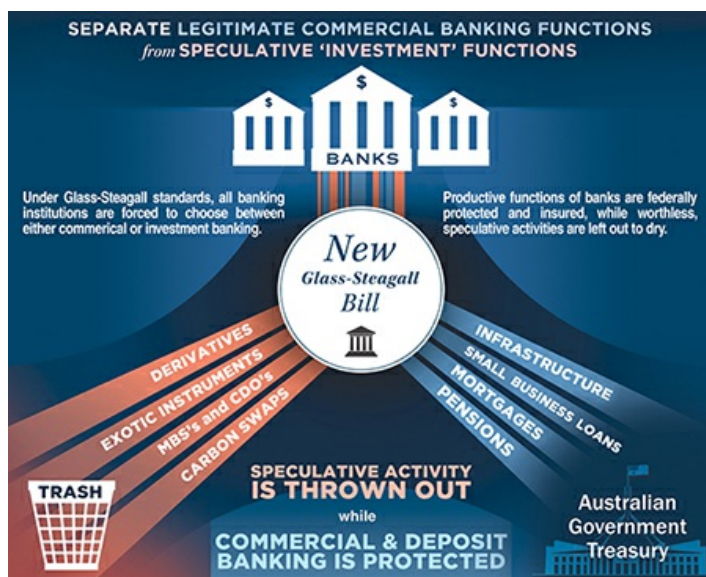 SEPARATE LEGITIMATE COMMERCIAL BANKING FUNCTIONS
from SPECULATIVE ‘INVESTMENT’ FUNCTIONS
$
$
$
BANKS
Under Glass-Steagall standards, all banking
institutions are forced to choose between
either commerical or investment banking.
Productive functions of banks are federally
protected and insured, while worthless,
speculative activities are left out to dry.
New
Glass-Steagall
Bill
DERIVATIVES
EXOTIC INSTRUMENTS
MBS's and CDO's
CARBON SWAPS
INFRASTRUCTURE
SMALL BUSINESS LOANS
MORTGAGES
PENSIONS
TRASH
SPECULATIVE ACTIVITY
IS THROWN OUT
while
COMMERCIAL & DEPOSIT
BANKING IS PROTECTED
Australian
Government
Treasury